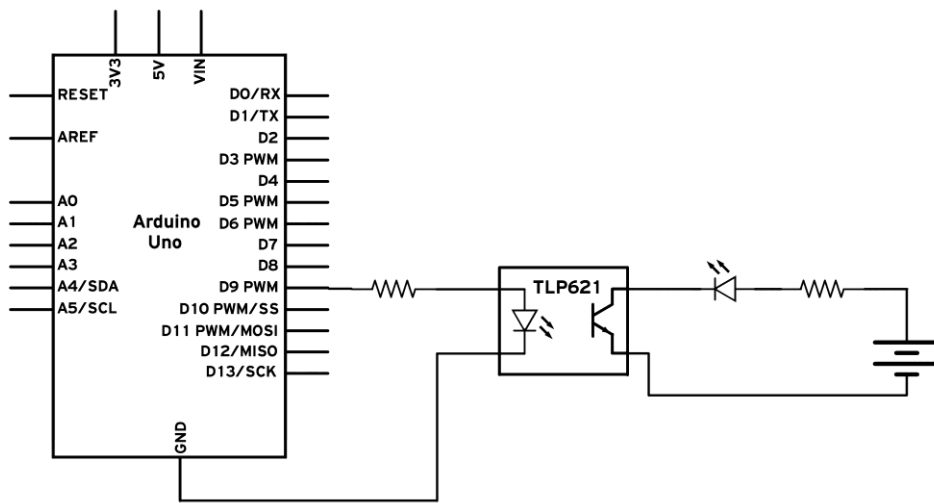 3V3
5V
VIN
RESET
AREF
A0
A1
A2
A3
A4/SDA
A5/SCL
Arduino
Uno
D0/RX
D1/TX
D2
D3 PWM
D4
D5 PWM
D6 PWM
D7
D8
D9 PWM
D10 PWM/SS
D11 PWM/MOSI
D12/MISO
D13/SCK
GND
TLP621